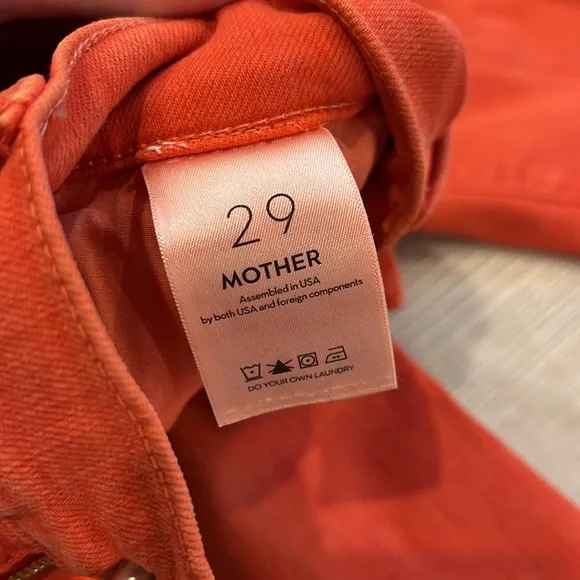 29
MOTHER
Assembled in USA
by both USA and foreign components
DO YOUR OWN LAUNDRY